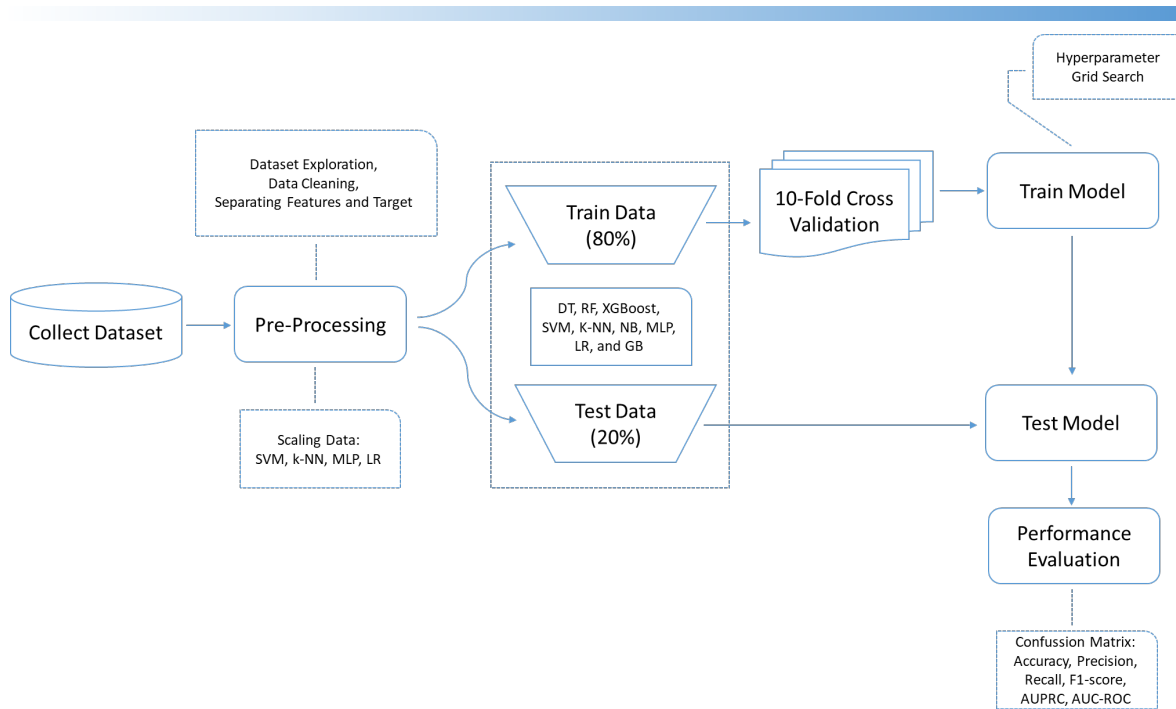 Hyperparameter
Grid Search
Dataset Exploration,
Data Cleaning,
Separating Features and Target
Train Data
(80%)
10-Fold Cross
Validation
Train Model
Collect Dataset
Pre-Processing
DT, RF, XGBoost,
SVM, K-NN, NB, MLP,
LR, and GB
Scaling Data:
SVM, k-NN, MLP, LR
Test Data
(20%)
Test Model
Performance
Evaluation
Confussion Matrix:
Accuracy, Precision,
Recall, F1-score,
AUPRC, AUC-ROC